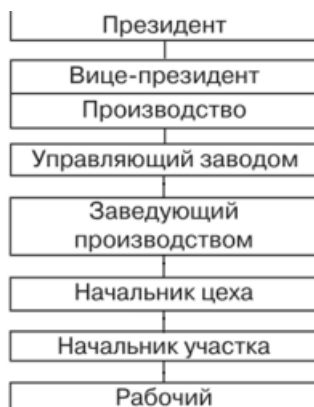 Президент
Вице-президент
Производство
Управляющий заводом
Заведующий
производством
Начальник цеха
Начальник участка
Рабочий